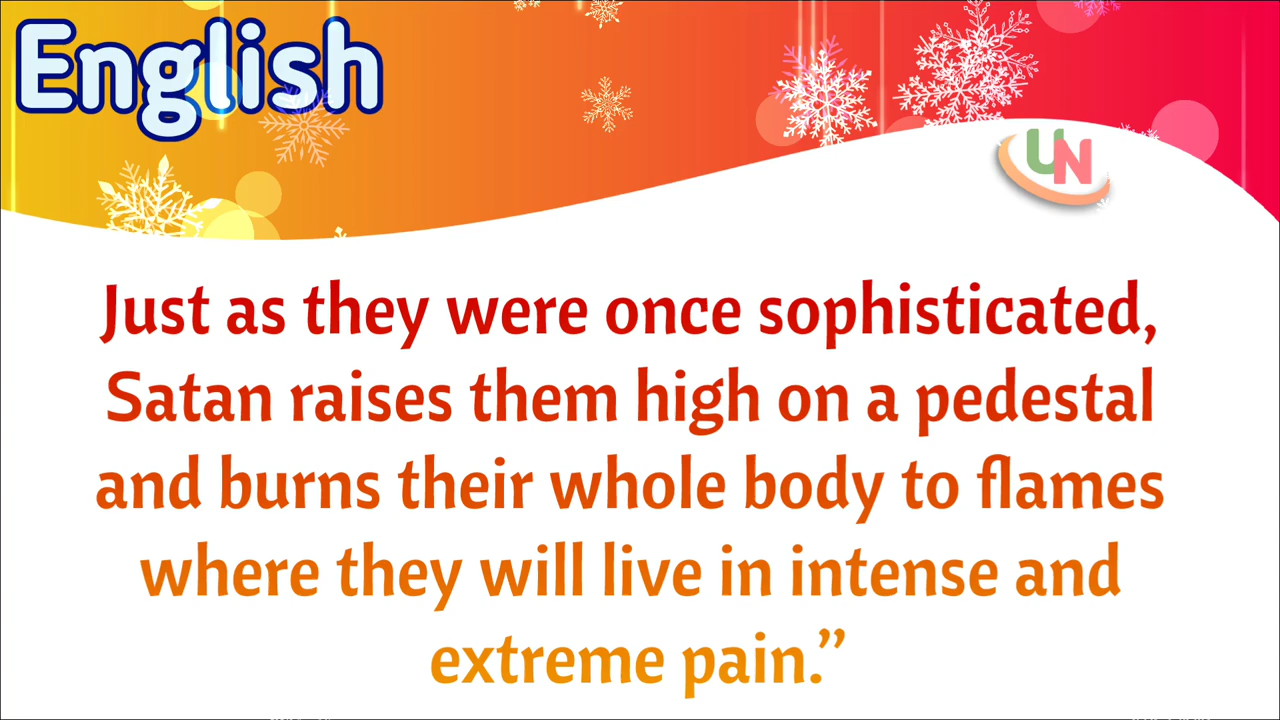 English
UN
Just as they were once sophisticated,
Satan raises them high on a pedestal
and burns their whole body to flames
where they will live in intense and
extreme pain.”